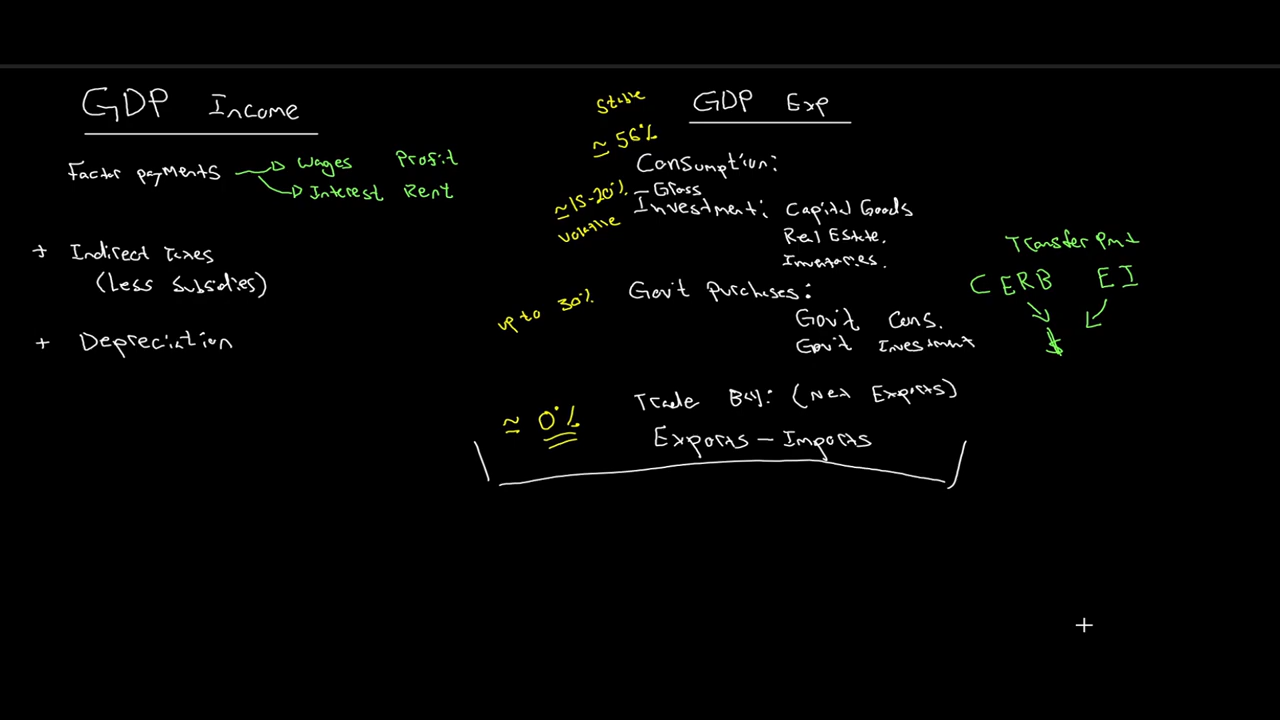 GDP Income
Factor payments
Wages Profit
Interest Rent
+ Indirect Taxes
(Less Subsidies)
+ Depreciation
GDP Exp
Stable
≈ 56%
Consumption:
≈ 15-20%
volatile
Gross
Investment: Capital Goods
Real Estate.
Inventories.
up to 30%
Gov't Purchases:
Gov't Cons.
Gov't Investment
Transfer Pmt
CERB EI
$
≈ 0%
Trade (Net Exports)
Exports - Imports